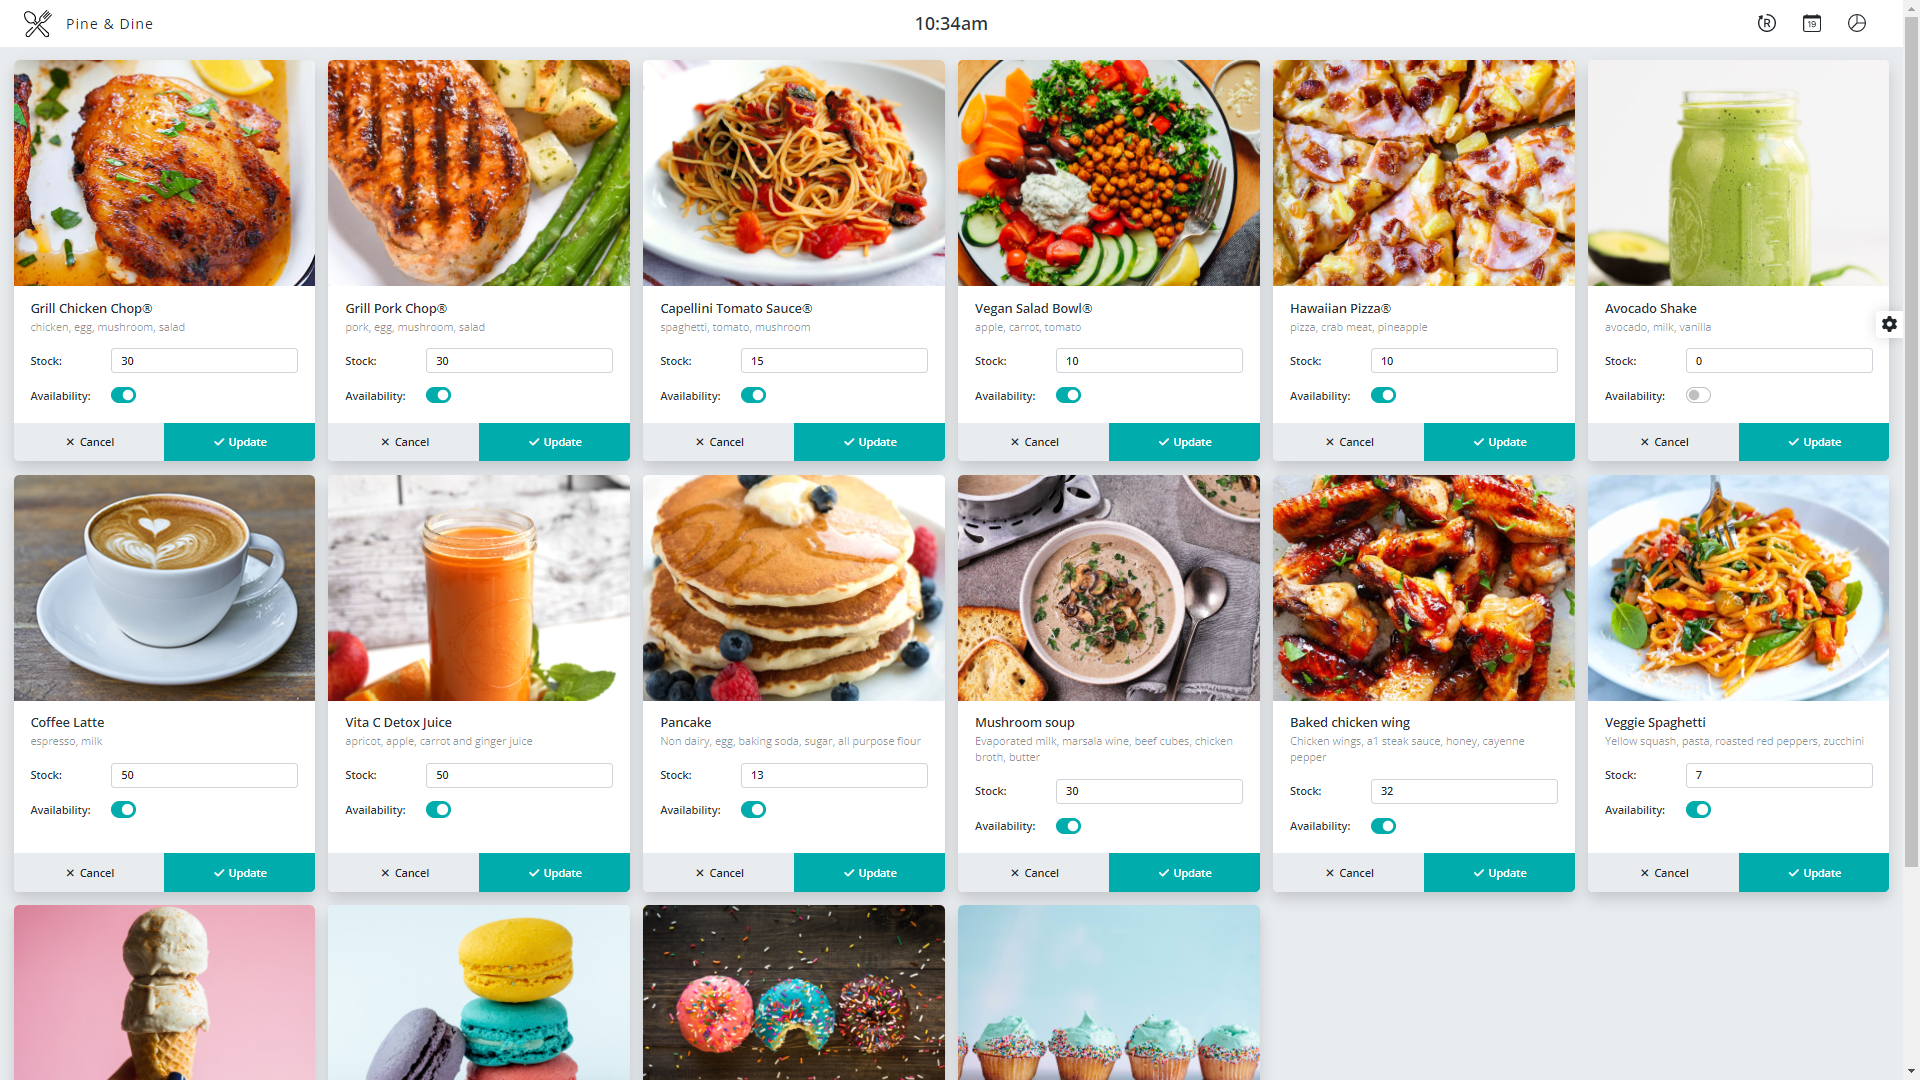 Pine & Dine
10:34am
R
19
Grill Chicken Chop®
chicken, egg, mushroom, salad
Stock:
30
Availability:
Cancel
Update
Grill Pork Chop®
pork, egg, mushroom, salad
Stock:
30
Availability:
Cancel
Update
Capellini Tomato Sauce®
spaghetti, tomato, mushroom
Stock:
15
Availability:
Cancel
Update
Vegan Salad Bowl®
apple, carrot, tomato
Stock:
10
Availability:
Cancel
Update
Hawaiian Pizza®
pizza, crab meat, pineapple
Stock:
10
Availability:
Cancel
Update
Avocado Shake
avocado, milk, vanilla
Stock:
0
Availability:
Cancel
Update
Coffee Latte
espresso, milk
Stock:
50
Availability:
Cancel
Update
Vita C Detox Juice
apricot, apple, carrot and ginger juice
Stock:
50
Availability:
Cancel
Update
Pancake
Non dairy, egg, baking soda, sugar, all purpose flour
Stock:
13
Availability:
Cancel
Update
Mushroom soup
Evaporated milk, marsala wine, beef cubes, chicken
broth, butter
Stock:
30
Availability:
Cancel
Update
Baked chicken wing
Chicken wings, a1 steak sauce, honey, cayenne
pepper
Stock:
32
Availability:
Cancel
Update
Veggie Spaghetti
Yellow squash, pasta, roasted red peppers, zucchini
Stock:
7
Availability:
Cancel
Update